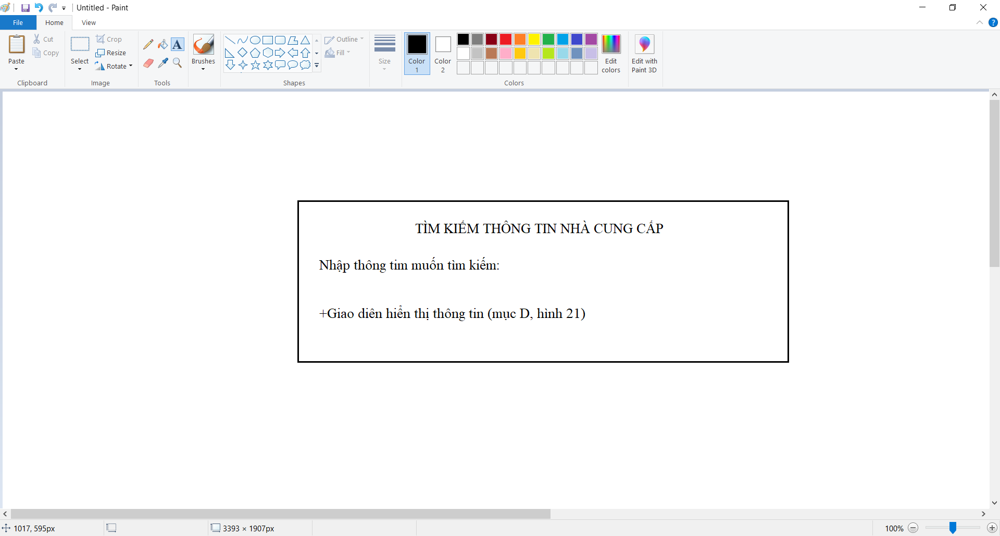 Untitled - Paint
File
Home
View
Paste
Cut
Copy
Clipboard
Select
Crop
Resize
Rotate
Image
A
Tools
Brushes
Shapes
Outline
Fill
Size
Color 1
Color 2
Colors
Edit colors
Edit with Paint 3D
TÌM KIẾM THÔNG TIN NHÀ CUNG CẤP
Nhập thông tim muốn tìm kiếm:
+Giao diên hiển thị thông tin (mục D, hình 21)
1017, 595px
3393 × 1907px
100%